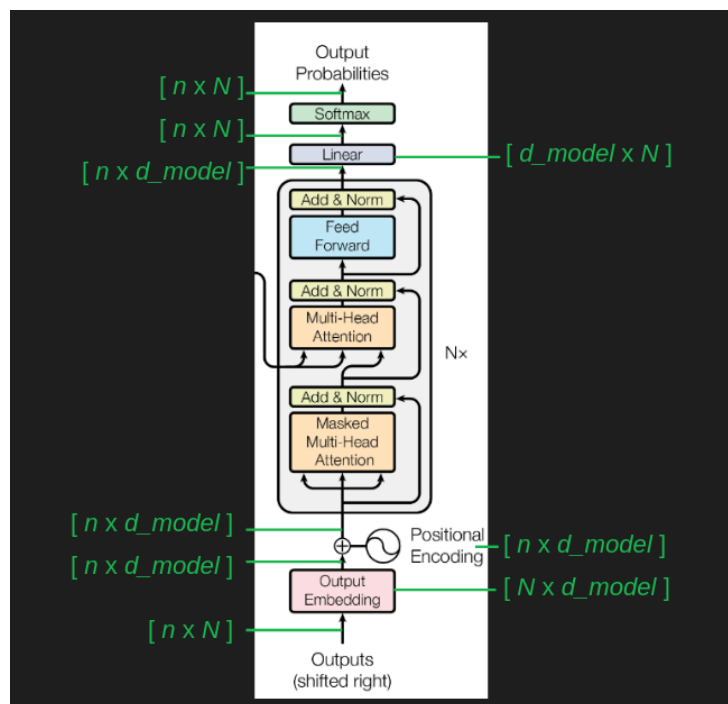 Output
Probabilities
[ n x N ]
Softmax
[ n x N ]
Linear
[ d_model x N ]
[ n x d_model ]
Add & Norm
Feed
Forward
Add & Norm
Multi-Head
Attention
N×
Add & Norm
Masked
Multi-Head
Attention
[ n x d_model ]
Positional
Encoding
[ n x d_model ]
[ n x d_model ]
Output
Embedding
[ N x d_model ]
[ n x N ]
Outputs
(shifted right)